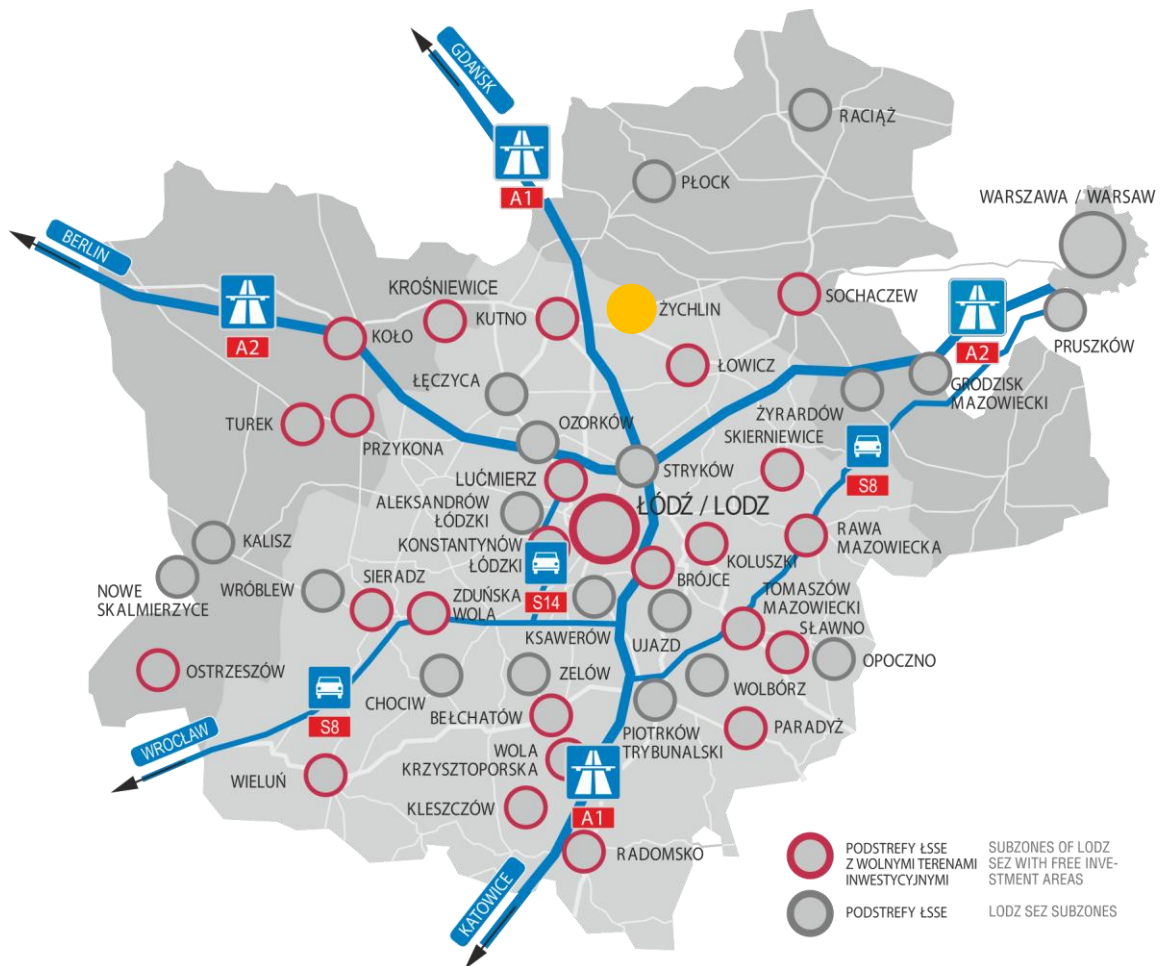 GDAŃSK
A1
RACIĄŻ
PŁOCK
WARSZAWA / WARSAW
BERLIN
A2
KROŚNIEWICE
KUTNO
KOŁO
ŻYCHLIN
SOCHACZEW
A2
PRUSZKÓW
ŁOWICZ
ŁĘCZYCA
GRODZISK
MAZOWIECKI
ŻYRARDÓW
TUREK
PRZYKONA
OZORKÓW
SKIERNIEWICE
S8
STRYKÓW
LUĆMIERZ
ALEKSANDRÓW
ŁÓDZKI
ŁÓDŹ / LODZ
KONSTANTYNÓW
ŁÓDZKI
KALISZ
KOLUSZKI
RAWA
MAZOWIECKA
NOWE
SKALMIERZYCE
WRÓBLEW
SIERADZ
ZDUŃSKA
WOLA
S14
BRÓJCE
TOMASZÓW
MAZOWIECKI
SŁAWNO
KSAWERÓW
UJAZD
OPOCZNO
OSTRZESZÓW
CHOCIW
ZELÓW
WOLBÓRZ
S8
BEŁCHATÓW
PIOTRKÓW
TRYBUNALSKI
PARADYŻ
WROCŁAW
WOLA
KRZYSZTOPORSKA
WIELUŃ
KLESZCZÓW
A1
RADOMSKO
KATOWICE
PODSTREFY ŁSSE
Z WOLNYMI TERENAMI
INWESTYCYJNYMI
SUBZONES OF LODZ
SEZ WITH FREE INVE-
STMENT AREAS
PODSTREFY ŁSSE
LODZ SEZ SUBZONES